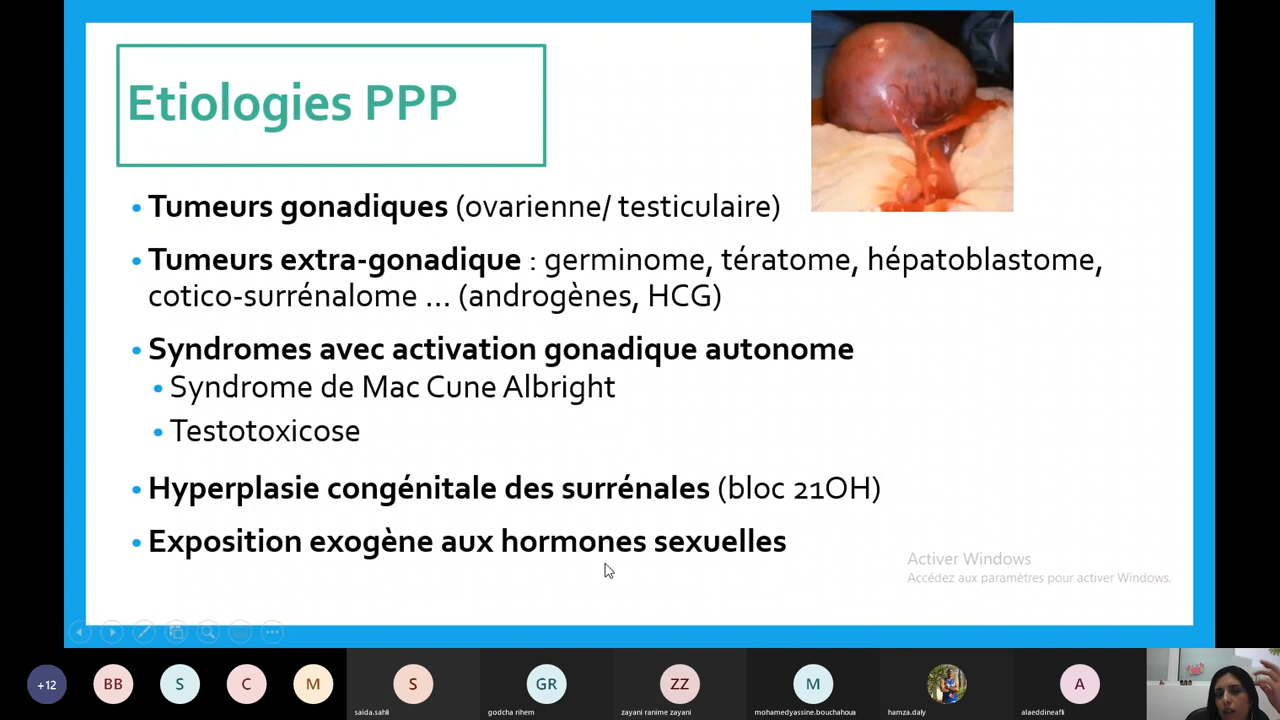 Etiologies PPP
• Tumeurs gonadiques (ovarienne/ testiculaire)
• Tumeurs extra-gonadique : germinome, tératome, hépatoblastome,
cotico-surrénalome ... (androgènes, HCG)
• Syndromes avec activation gonadique autonome
• Syndrome de Mac Cune Albright
• Testotoxicose
• Hyperplasie congénitale des surrénales (bloc 21OH)
• Exposition exogène aux hormones sexuelles
Activer Windows
Accédez aux paramètres pour activer Windows.
+12 BB S C M S GR ZZ M A
saida.sahli godcha rihem zayani ranime zayani mohamedyassine.bouchahoua hamza.daly alaeddineafli